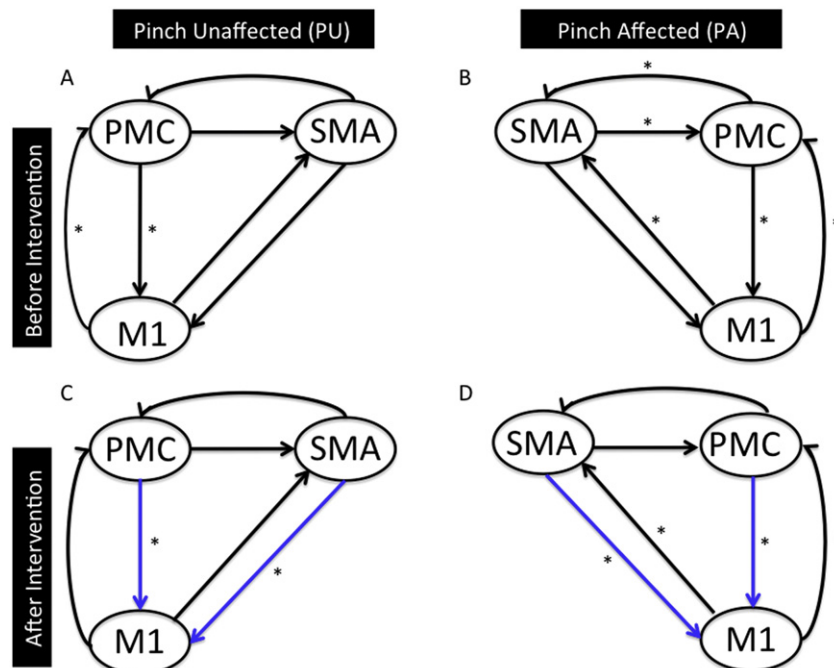 Pinch Unaffected (PU)
Pinch Affected (PA)
Before Intervention
A
PMC
SMA
*
*
M1
B
*
SMA
*
PMC
*
*
*
M1
After Intervention
C
PMC
SMA
*
*
M1
D
SMA
PMC
*
*
*
M1